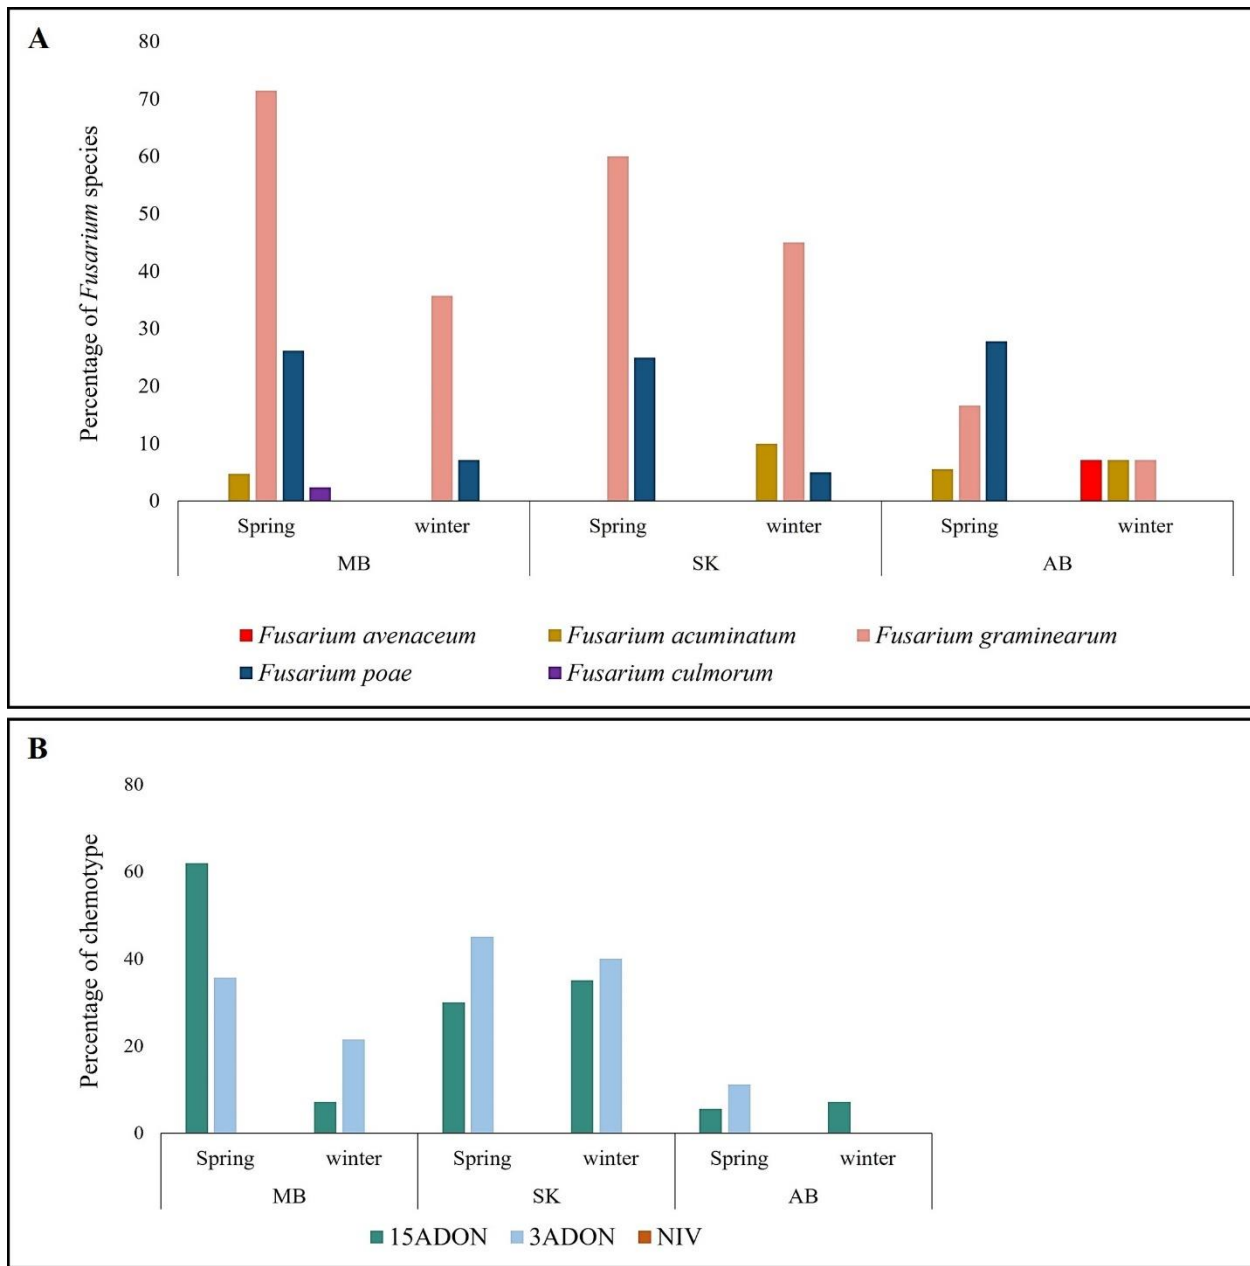 A
80
70
60
50
40
30
20
10
0
Percentage of Fusarium species
Spring winter Spring winter Spring winter
MB SK AB
Fusarium avenaceum Fusarium acuminatum Fusarium graminearum
Fusarium poae Fusarium culmorum
B
80
60
40
20
0
Percentage of chemotype
Spring winter Spring winter Spring winter
MB SK AB
15ADON 3ADON NIV